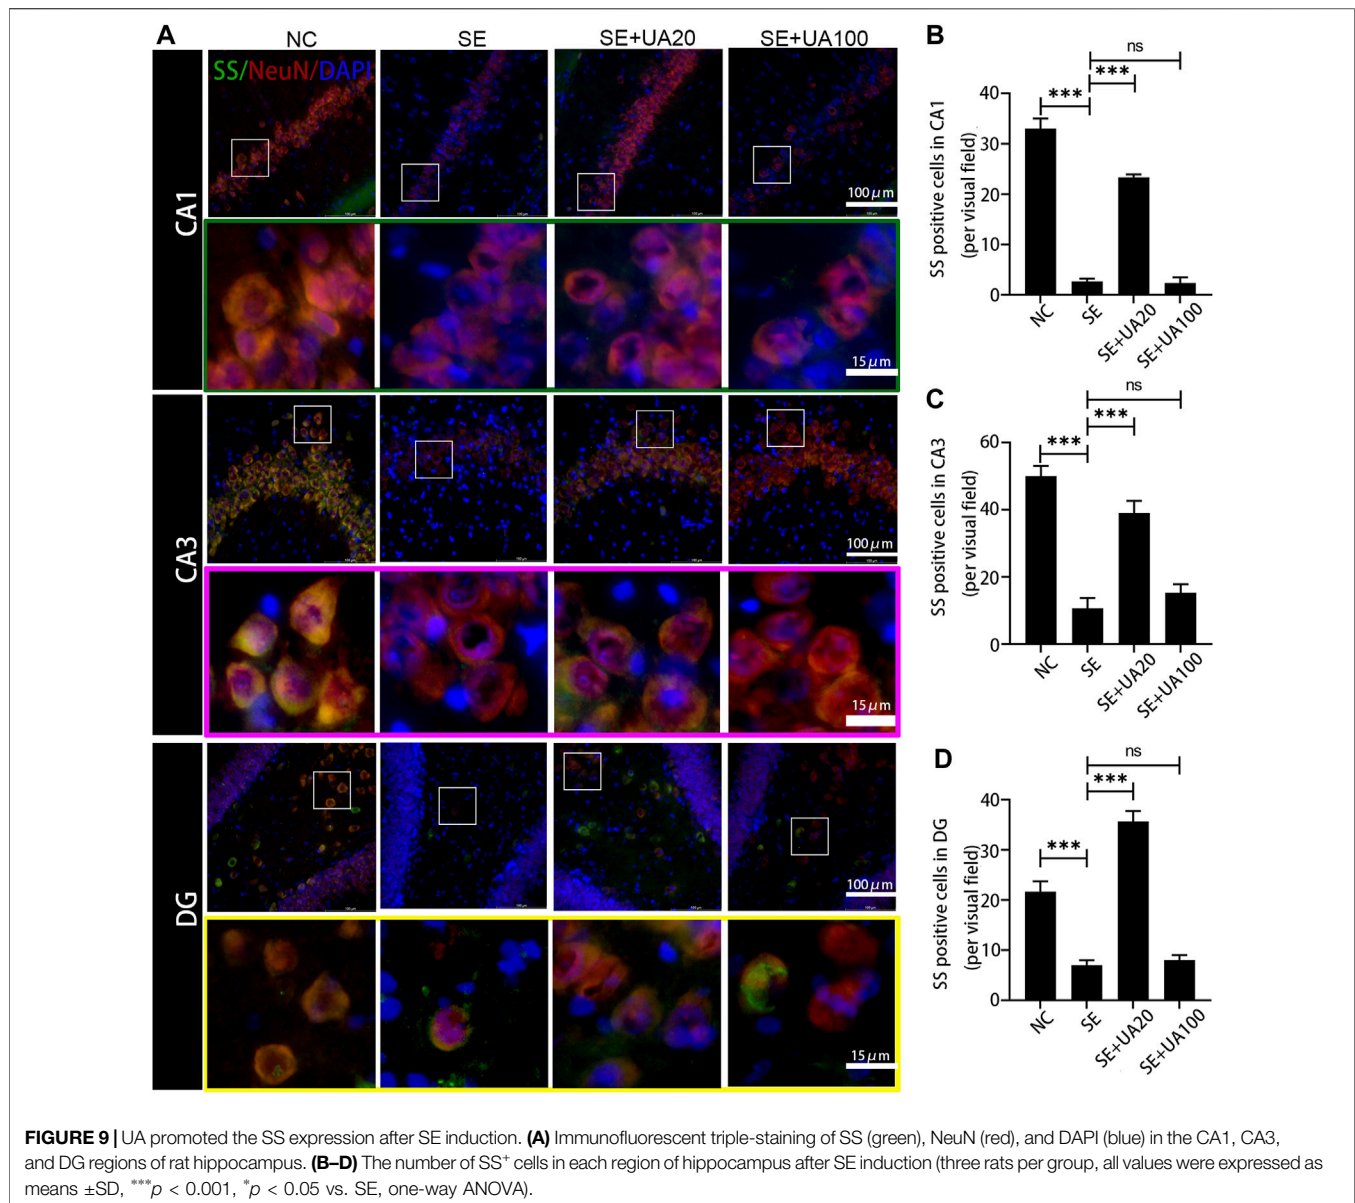 A
NC
SE
SE+UA20
SE+UA100
SS/NeuN/DAPI
CA1
100 μm
15 μm
CA3
100 μm
15 μm
DG
100 μm
15 μm
B
SS positive cells in CA1
(per visual field)
40
30
20
10
0
***
***
ns
NC
SE
SE+UA20
SE+UA100
C
SS positive cells in CA3
(per visual field)
60
40
20
0
***
***
ns
NC
SE
SE+UA20
SE+UA100
D
SS positive cells in DG
(per visual field)
40
30
20
10
0
***
***
ns
NC
SE
SE+UA20
SE+UA100
FIGURE 9 | UA promoted the SS expression after SE induction. (A) Immunofluorescent triple-staining of SS (green), NeuN (red), and DAPI (blue) in the CA1, CA3,
and DG regions of rat hippocampus. (B–D) The number of SS⁺ cells in each region of hippocampus after SE induction (three rats per group, all values were expressed as
means ±SD, ***p < 0.001, *p < 0.05 vs. SE, one-way ANOVA).